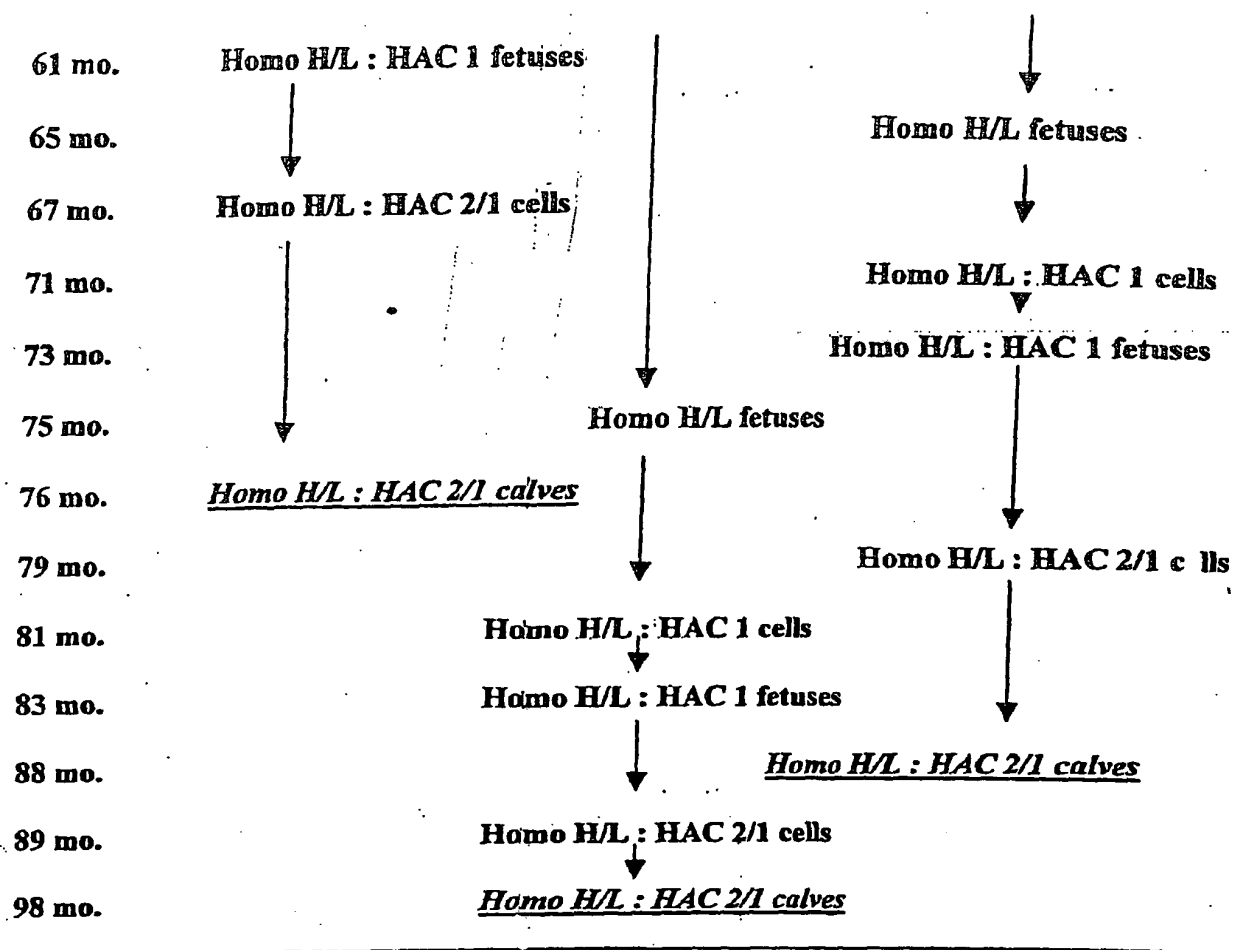 61 mo. Homo H/L : HAC 1 fetuses
65 mo. Homo H/L fetuses
67 mo. Homo H/L : HAC 2/1 cells
71 mo. Homo H/L : HAC 1 cells
73 mo. Homo H/L : HAC 1 fetuses
75 mo. Homo H/L fetuses
76 mo. Homo H/L : HAC 2/1 calves
79 mo. Homo H/L : HAC 2/1 c lls
81 mo. Homo H/L : HAC 1 cells
83 mo. Homo H/L : HAC 1 fetuses
88 mo. Homo H/L : HAC 2/1 calves
89 mo. Homo H/L : HAC 2/1 cells
98 mo. Homo H/L : HAC 2/1 calves